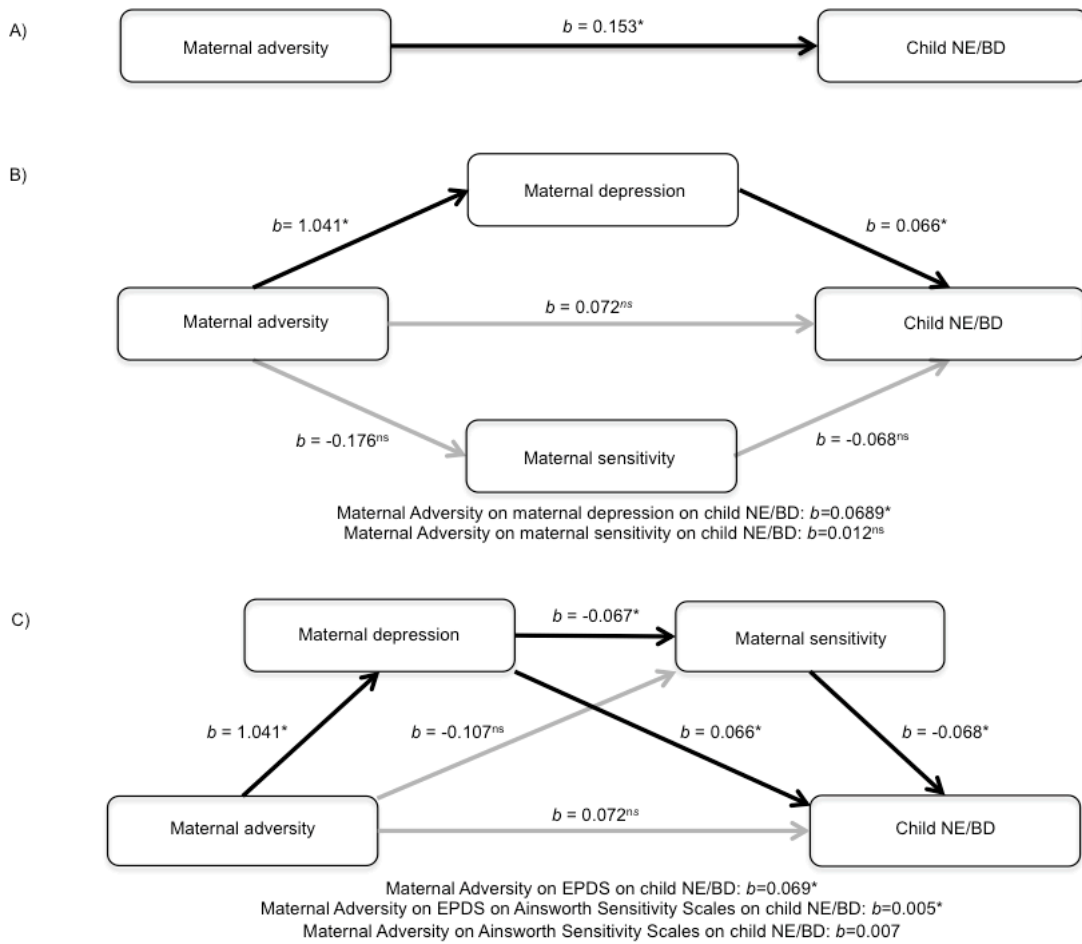 A)
Maternal adversity
b = 0.153*
Child NE/BD
B)
Maternal depression
b= 1.041*
b = 0.066*
Maternal adversity
b = 0.072ns
Child NE/BD
b = -0.176ns
b = -0.068ns
Maternal sensitivity
Maternal Adversity on maternal depression on child NE/BD: b=0.0689*
Maternal Adversity on maternal sensitivity on child NE/BD: b=0.012ns
C)
Maternal depression
b = -0.067*
Maternal sensitivity
b = 1.041*
b = -0.107ns
b = 0.066*
b = -0.068*
Maternal adversity
b = 0.072ns
Child NE/BD
Maternal Adversity on EPDS on child NE/BD: b=0.069*
Maternal Adversity on EPDS on Ainsworth Sensitivity Scales on child NE/BD: b=0.005*
Maternal Adversity on Ainsworth Sensitivity Scales on child NE/BD: b=0.007